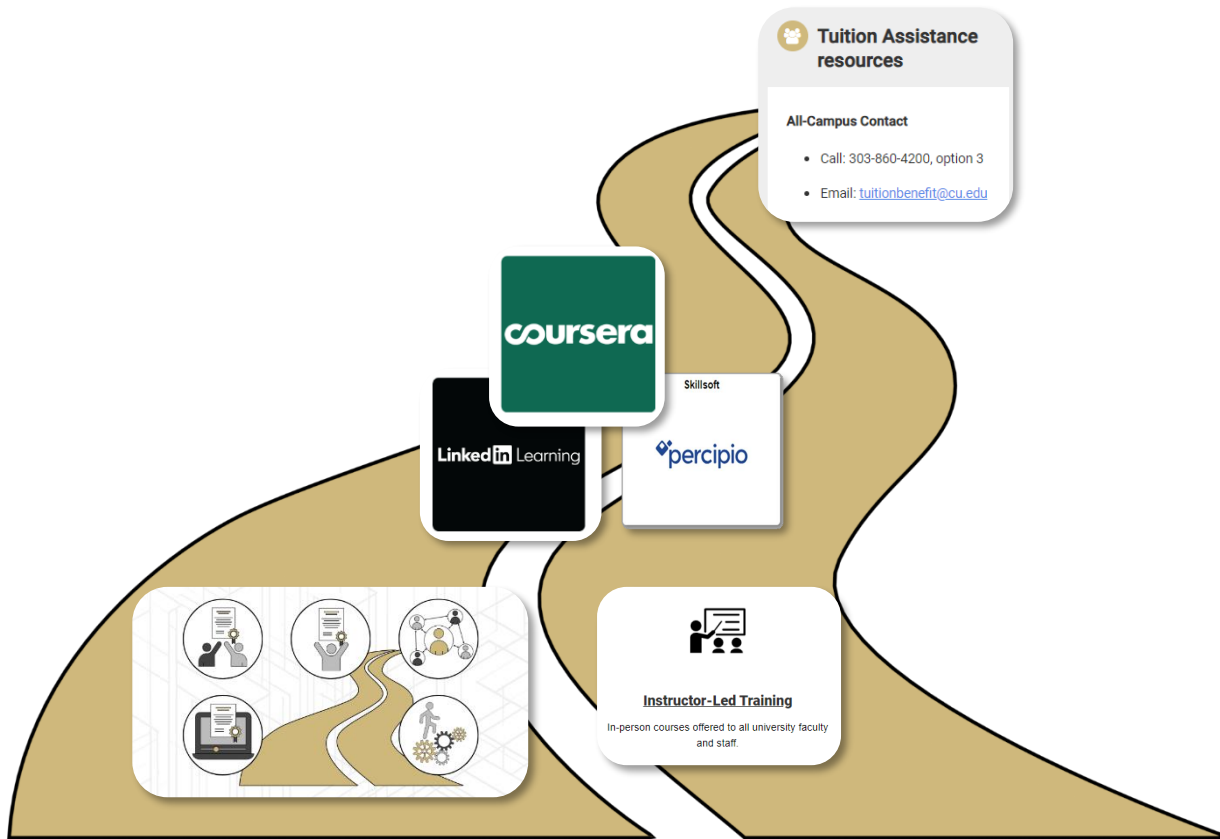 Tuition Assistance
resources
All-Campus Contact
• Call: 303-860-4200, option 3
• Email: tuitionbenefit@cu.edu
coursera
Linked in Learning
Skillsoft
percipio
Instructor-Led Training
In-person courses offered to all university faculty
and staff.